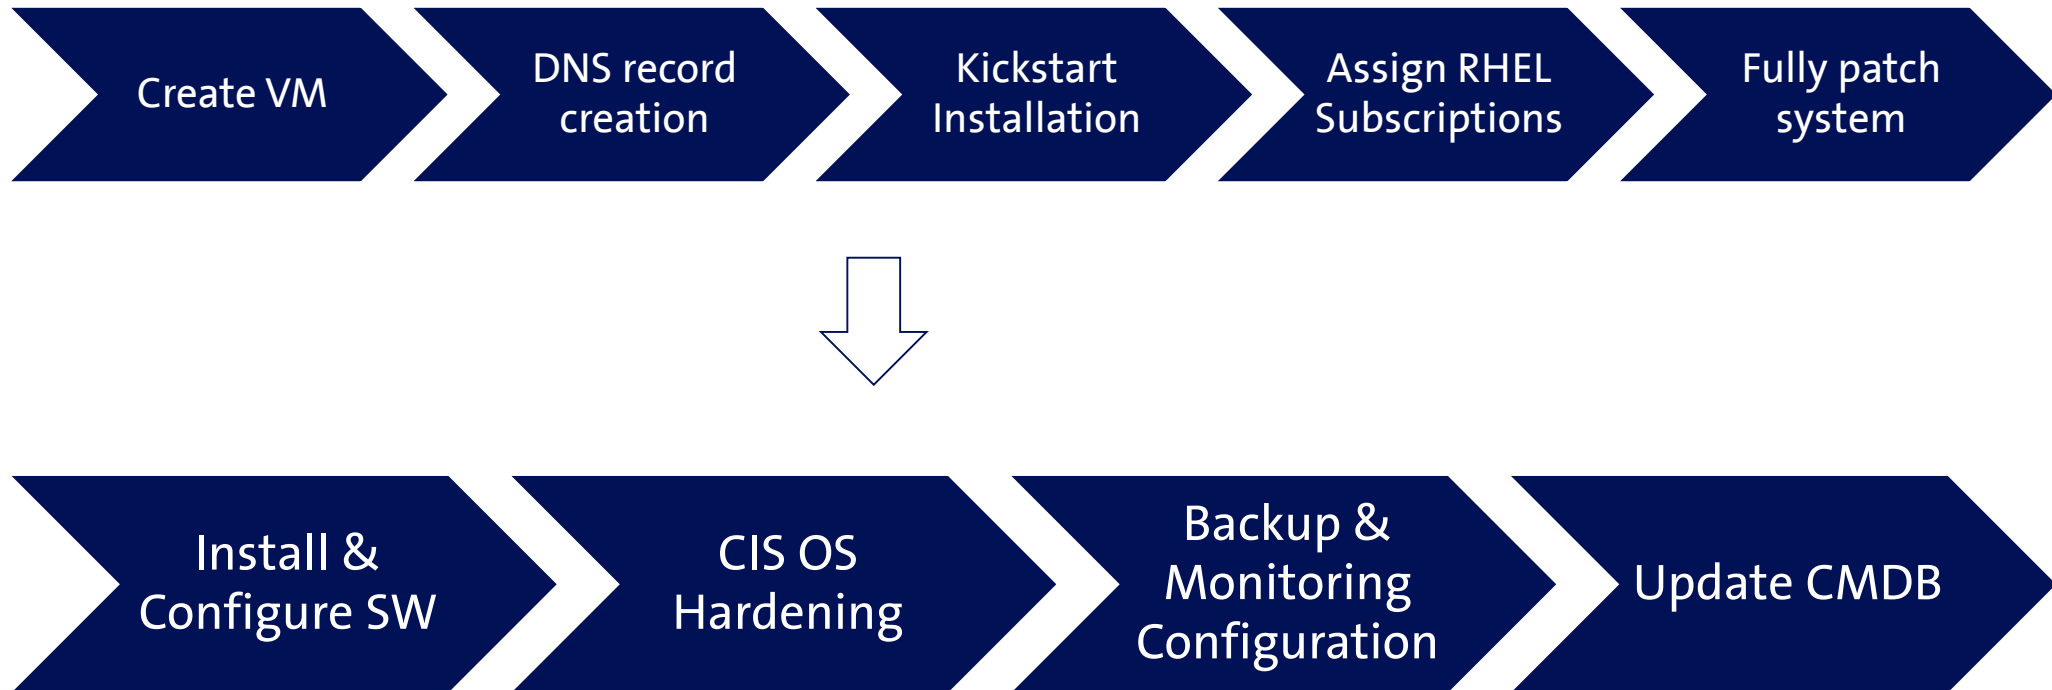 Create VM
DNS record
creation
Kickstart
Installation
Assign RHEL
Subscriptions
Fully patch
system
Install &
Configure SW
CIS OS
Hardening
Backup &
Monitoring
Configuration
Update CMDB